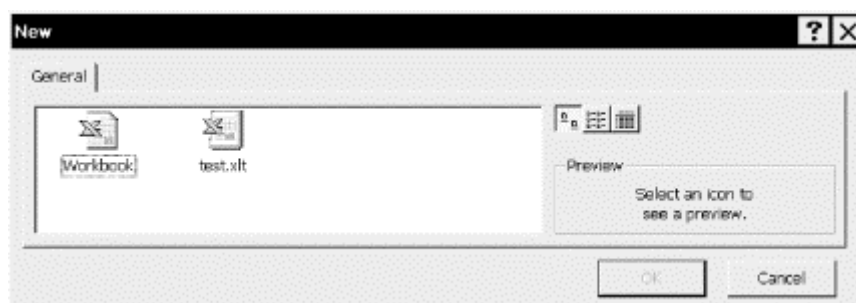 New
General
Workbook
test.xlt
Preview
Select an icon to
see a preview.
OK
Cancel